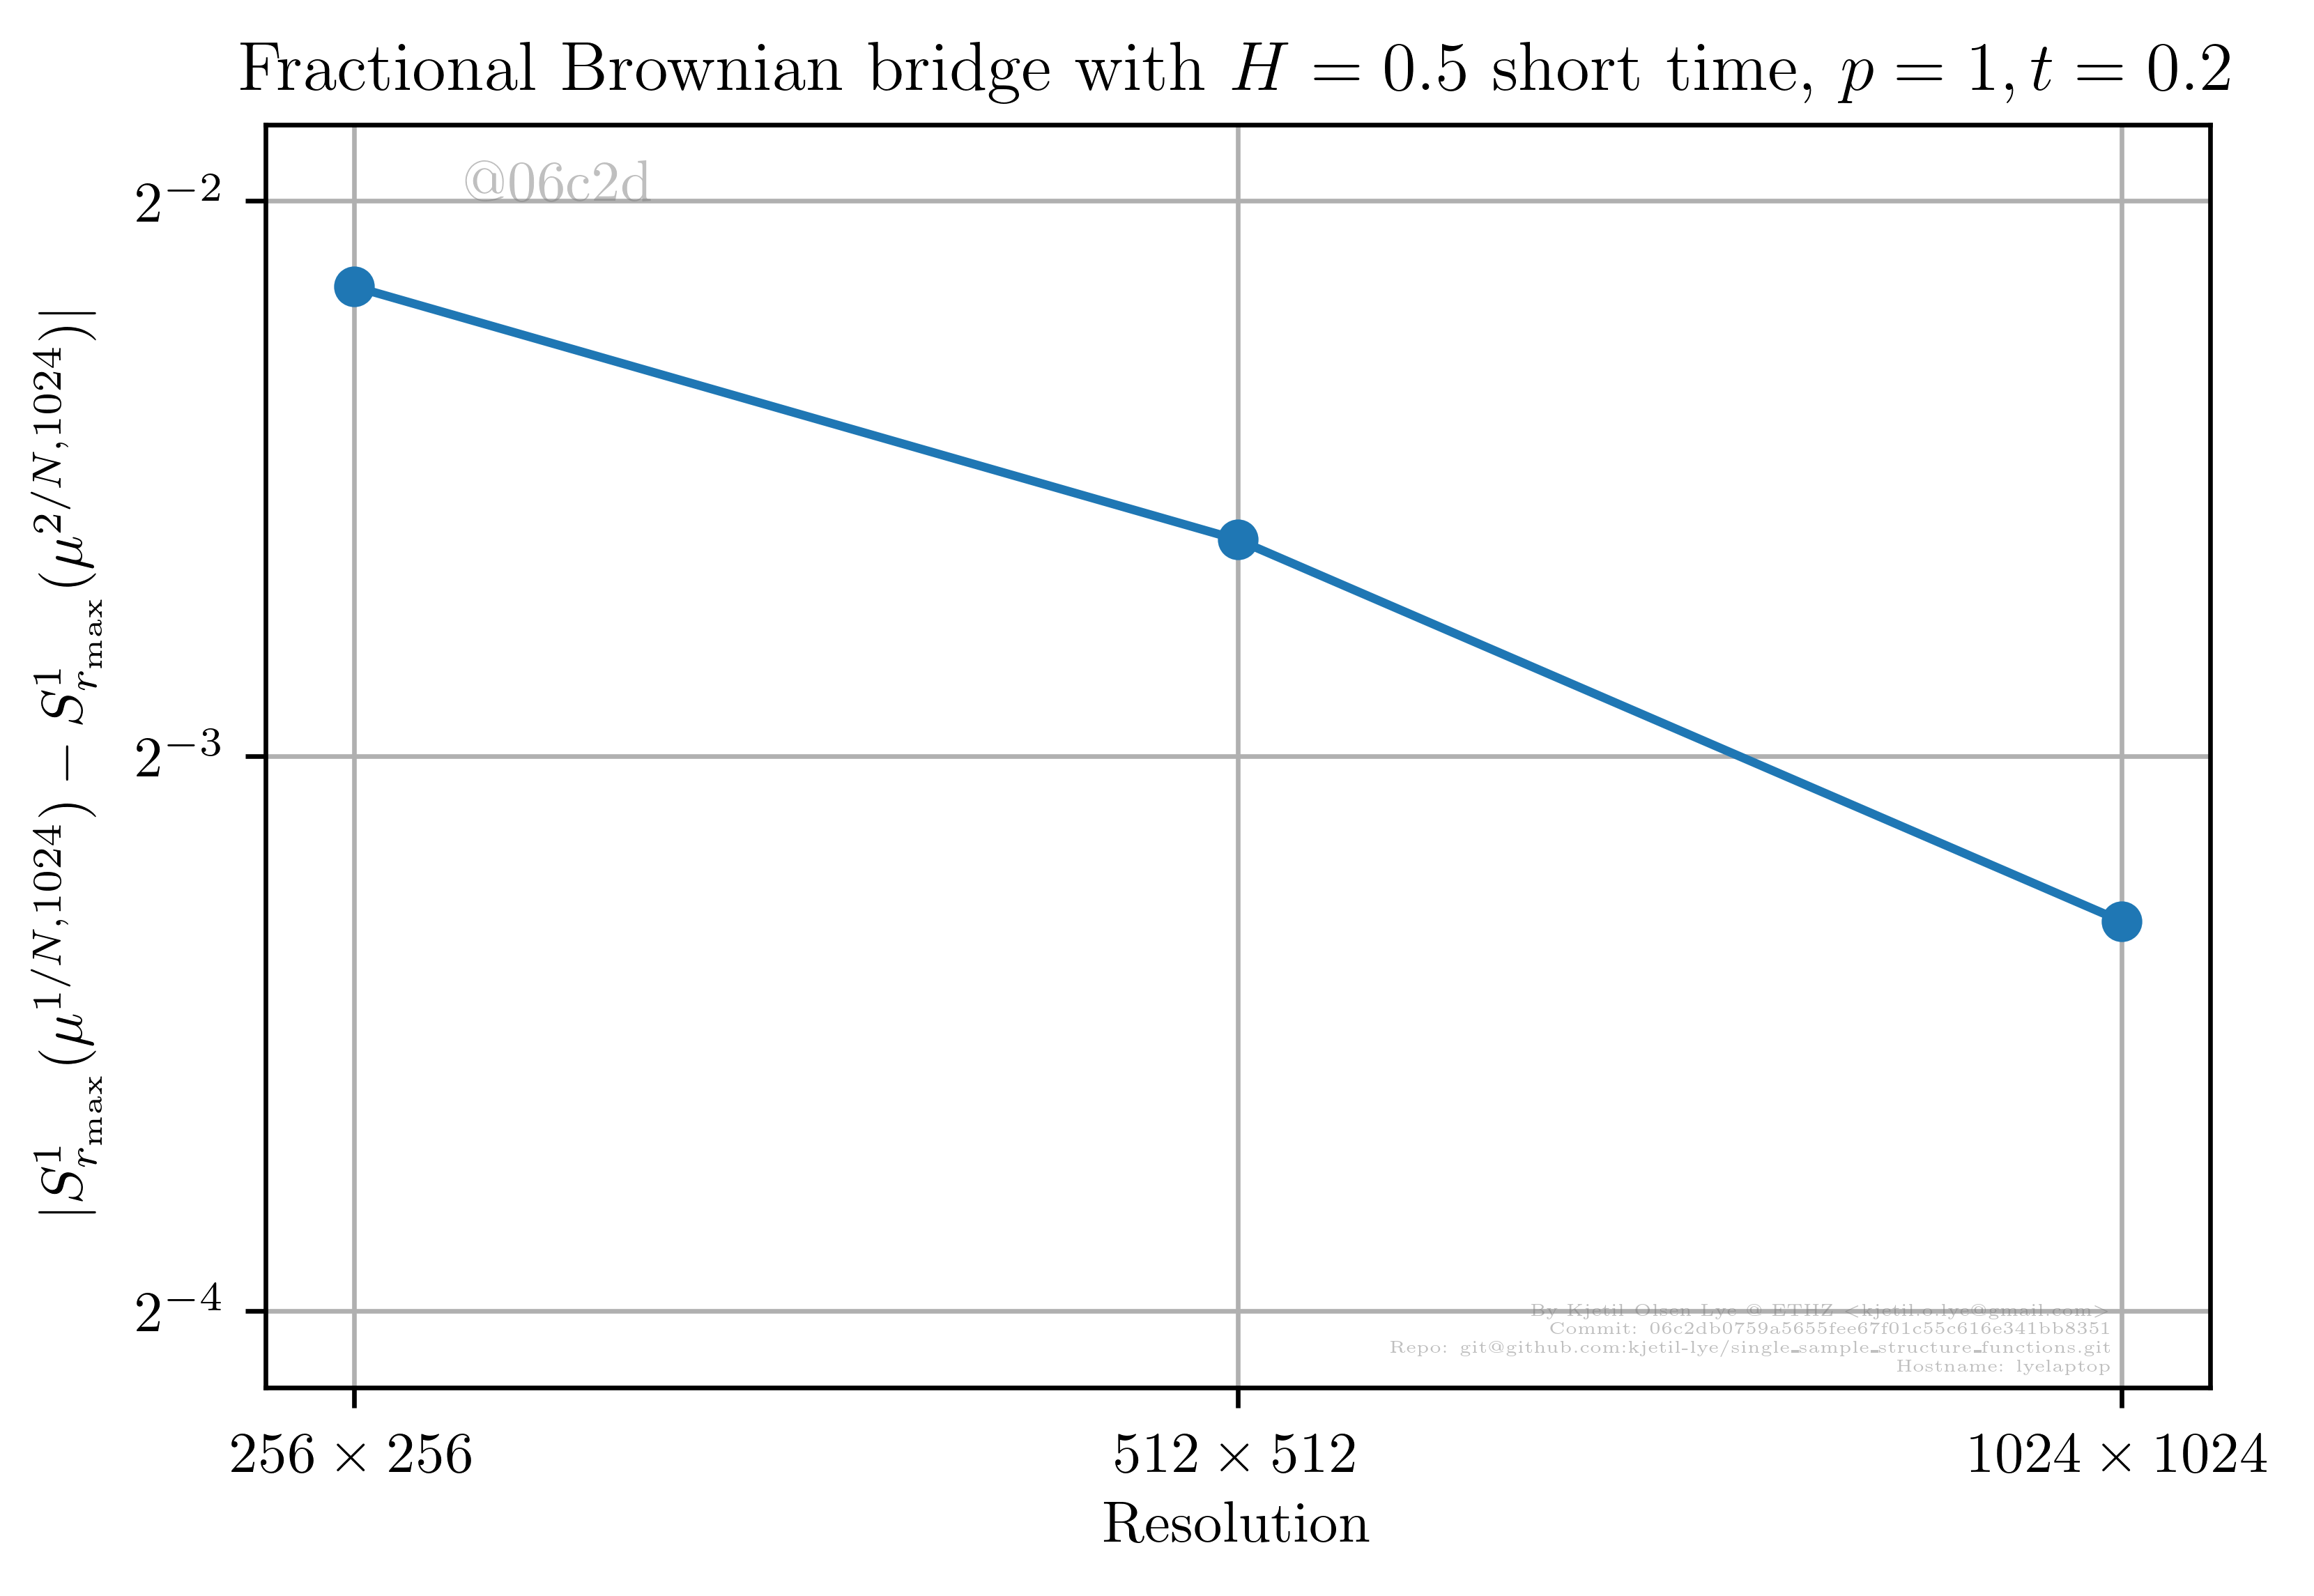 Fractional Brownian bridge with H = 0.5 short time, p = 1, t = 0.2
@06c2d
2⁻²
2⁻³
2⁻⁴
|S¹_{r_max}(μ^{1/N,1024}) − S¹_{r_max}(μ^{2/N,1024})|
By Kjetil Olsen Lye @ ETHZ <kjetil.o.lye@gmail.com>
Commit: 06c2db0759a5655fee67f01c55c616e341bb8351
Repo: git@github.com:kjetil-lye/single_sample_structure_functions.git
Hostname: lyelaptop
256 × 256
512 × 512
1024 × 1024
Resolution